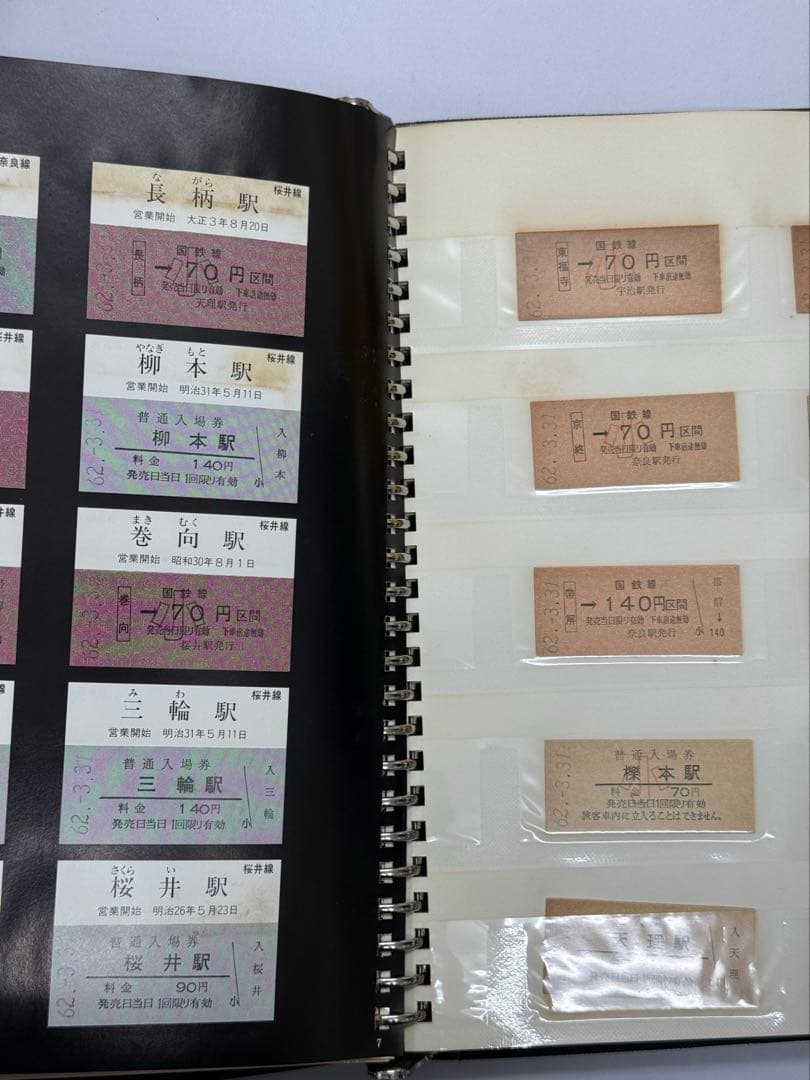 奈良線
桜井線
なが ら
長柄駅
営業開始 大正3年8月20日
長柄
国鉄線
→70円区間
発売当日限り有効 下車前途無効
天理駅発行
62.-3.31
井線
桜井線
やなぎ もと
柳本駅
営業開始 明治31年5月11日
普通入場券
柳本駅
料金 140円
発売日当日1回限り有効
入柳本
小
62.-3.31
井線
桜井線
まき むく
巻向駅
営業開始 昭和30年8月1日
巻向
国鉄線
→70円区間
発売当日限り有効 下車前途無効
桜井駅発行
62.-3.31
線
桜井線
み わ
三輪駅
営業開始 明治31年5月11日
普通入場券
三輪駅
料金 140円
発売日当日1回限り有効
入三輪
小
62.-3.31
桜井線
さくら い
桜井駅
営業開始 明治26年5月23日
普通入場券
桜井駅
料金 90円
発売日当日1回限り有効
入桜井
小
62.-3.3
7
東福寺
国鉄線
→70円区間
発売当日限り有効 下車前途無効
宇治駅発行
62.-3.
京終
国鉄線
→70円区間
発売当日限り有効 下車前途無効
奈良駅発行
62.-3.31
国鉄線
→140円区間
発売当日限り有効 下車前途無効
奈良駅発行
帯解→
小 140
62.-3.31
普通入場券
櫟本駅
料金 70円
発売日当日1回限り有効
旅客車内に立入ることはできません。
62.-3.31
天理駅
入天理